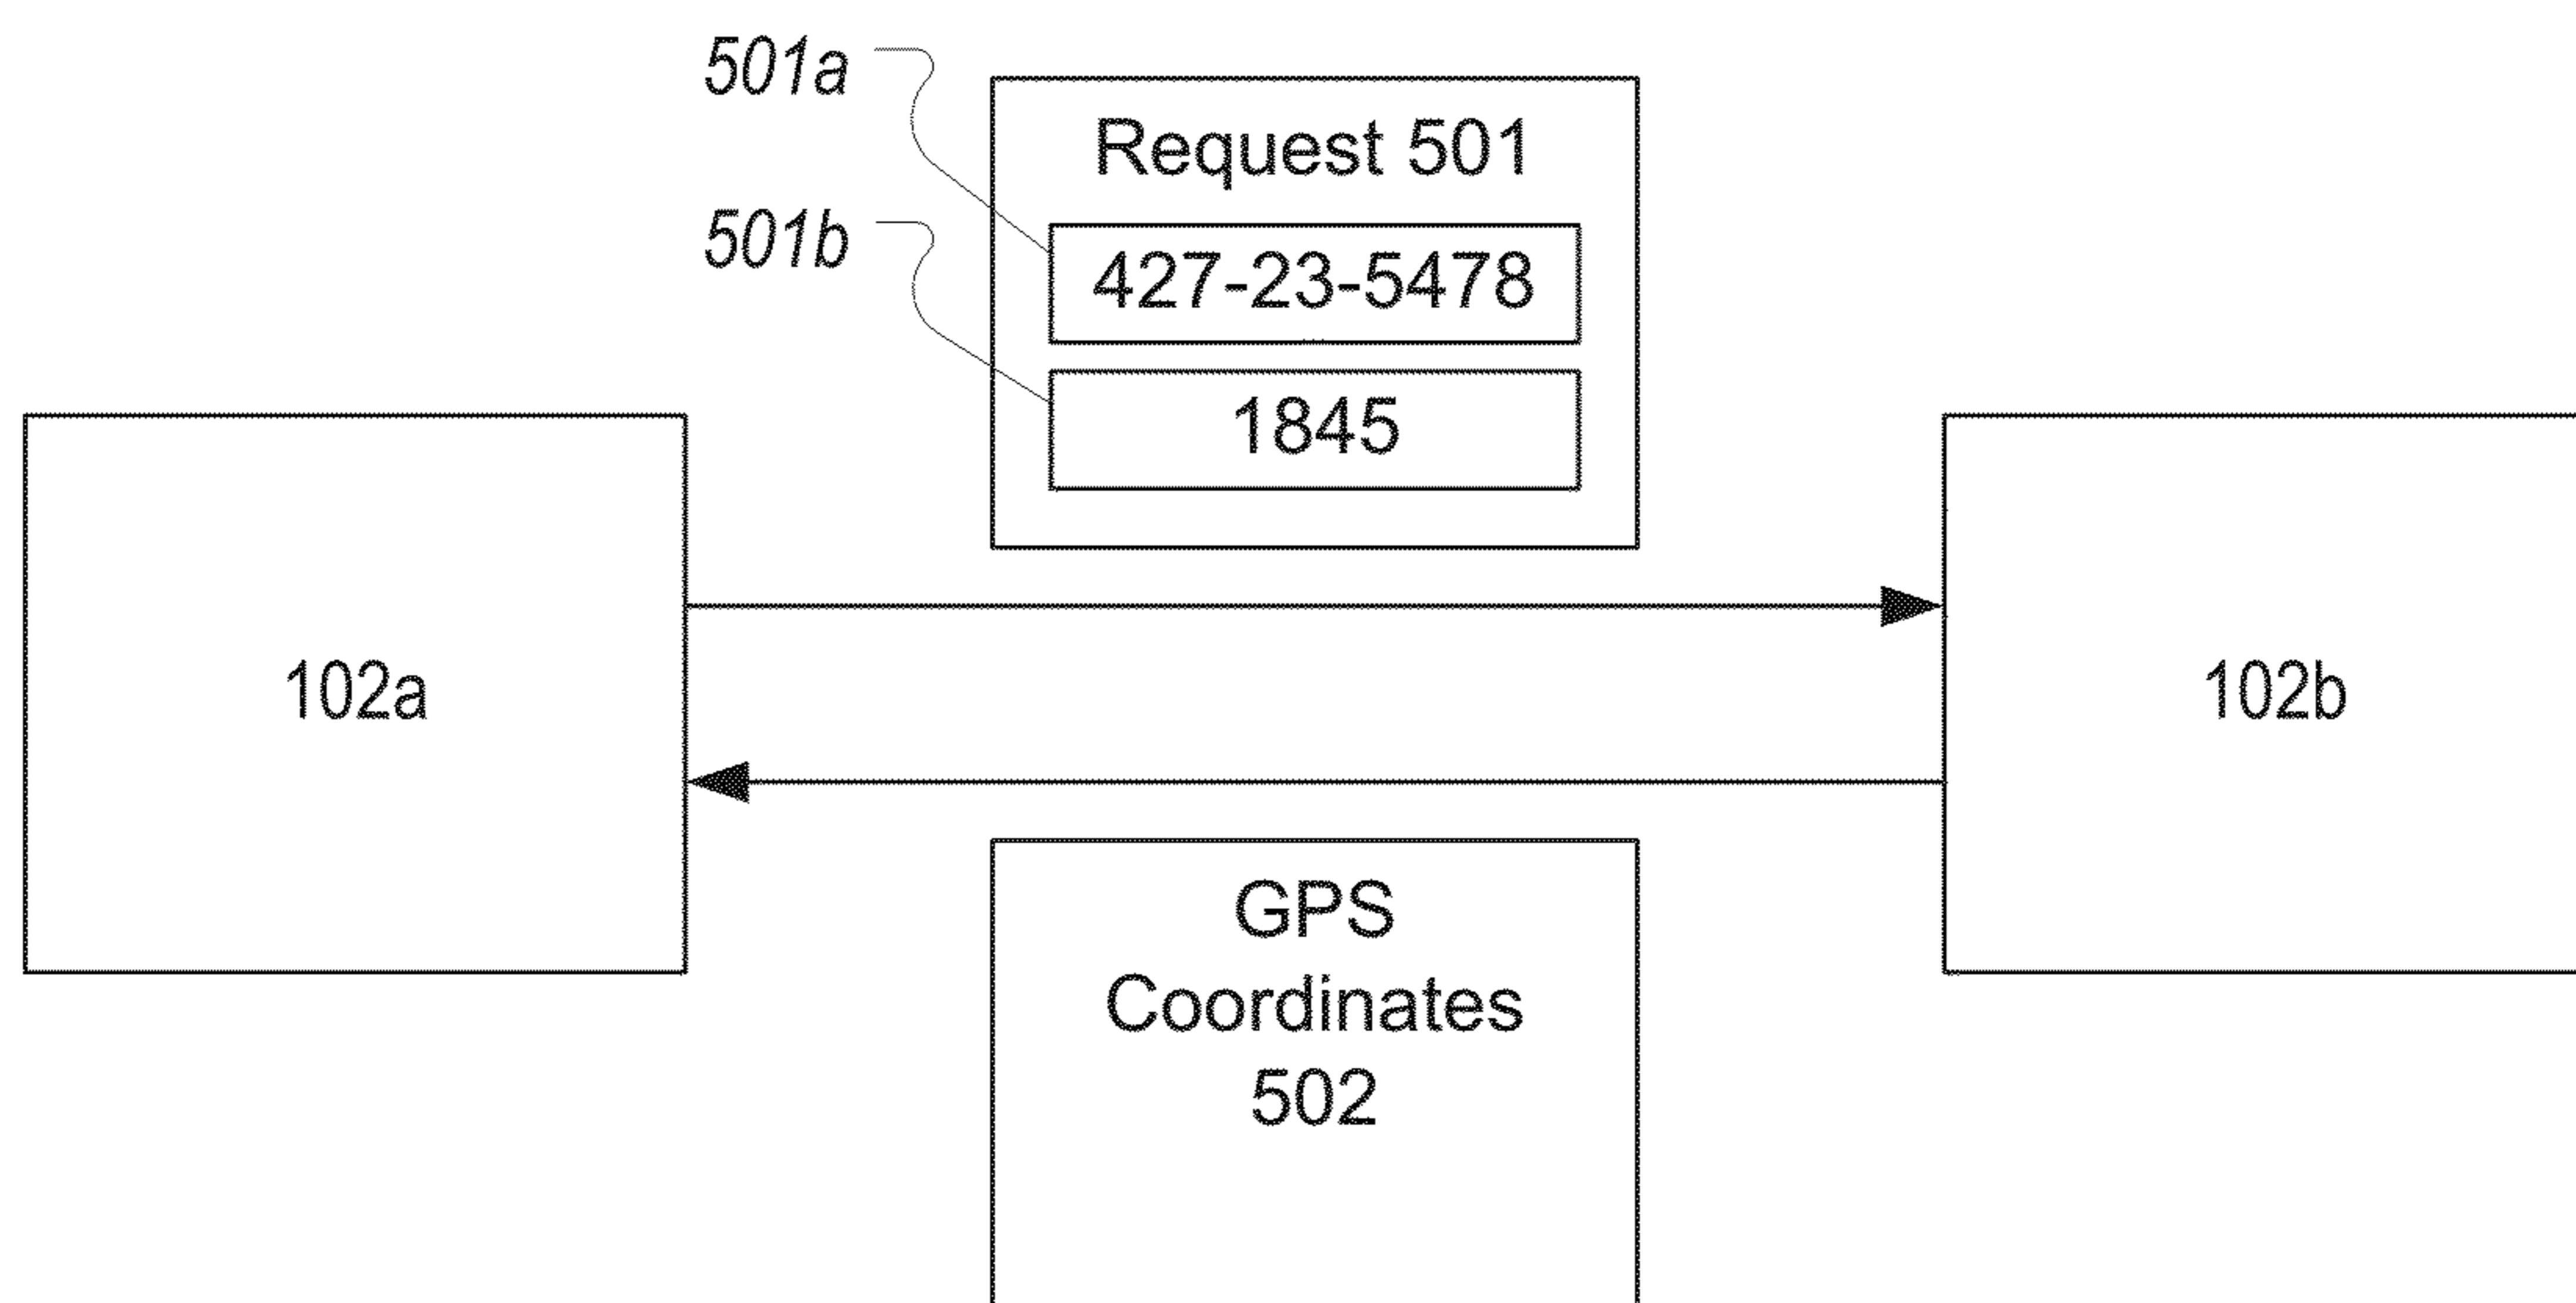 501a
Request 501
501b
427-23-5478
1845
102a
102b
GPS
Coordinates
502